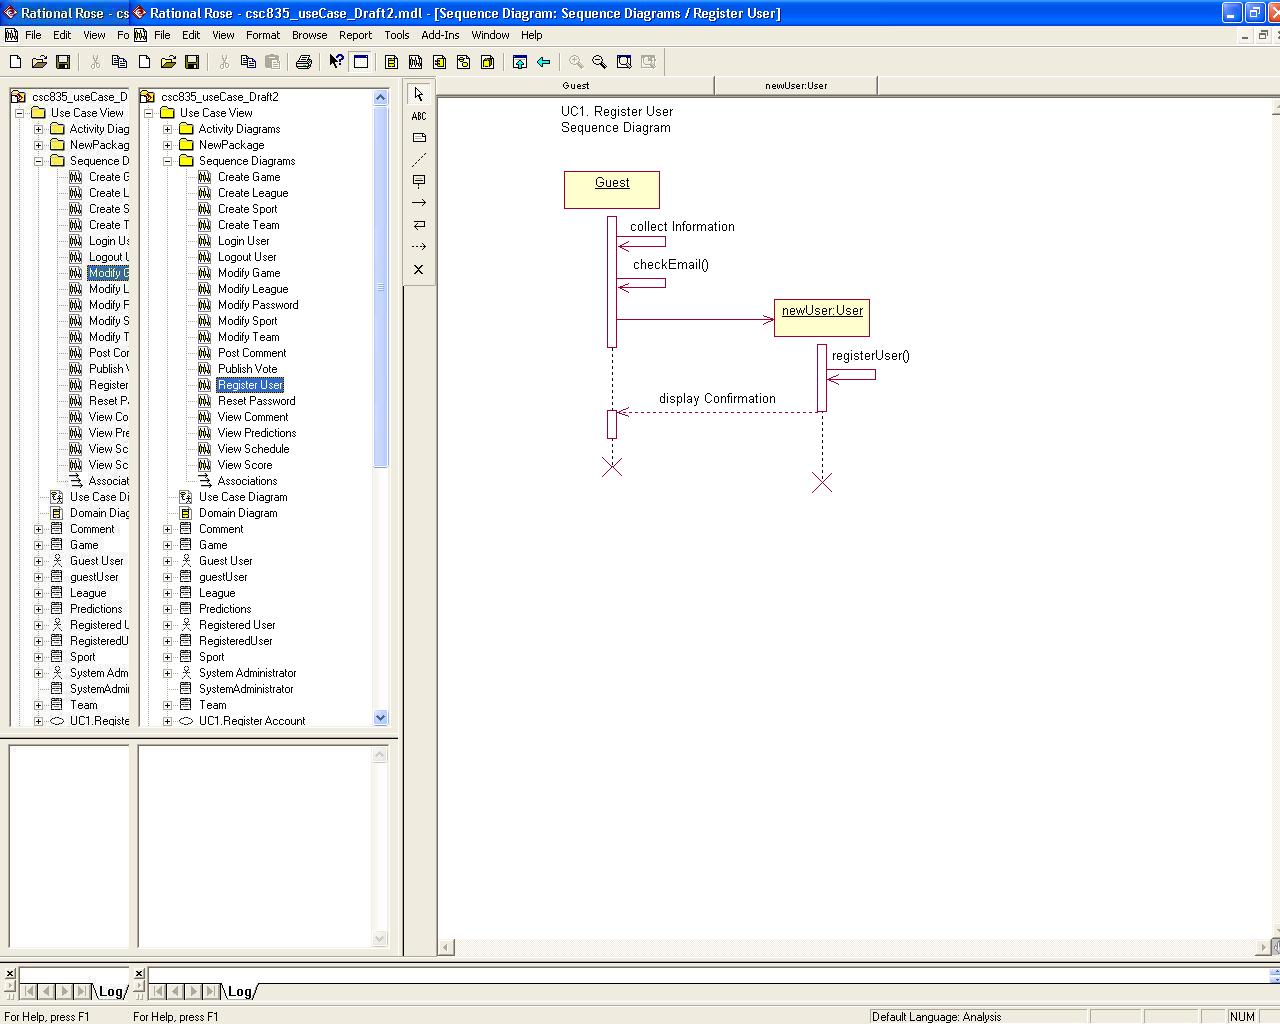 Rational Rose - cs
Rational Rose - csc835_useCase_Draft2.mdl - [Sequence Diagram: Sequence Diagrams / Register User]
File Edit View Fo
File Edit View Format Browse Report Tools Add-Ins Window Help
csc835_useCase_D
Use Case View
Activity Diag
NewPackag
Sequence D
Create G
Create L
Create S
Create T
Login Us
Logout U
Modify G
Modify L
Modify P
Modify S
Modify T
Post Cor
Publish V
Register
Reset P
View Co
View Pre
View Sc
View Sc
Associat
Use Case Di
Domain Diag
Comment
Game
Guest User
guestUser
League
Predictions
Registered U
RegisteredU
Sport
System Adm
SystemAdmi
Team
UC1.Registe
csc835_useCase_Draft2
Use Case View
Activity Diagrams
NewPackage
Sequence Diagrams
Create Game
Create League
Create Sport
Create Team
Login User
Logout User
Modify Game
Modify League
Modify Password
Modify Sport
Modify Team
Post Comment
Publish Vote
Register User
Reset Password
View Comment
View Predictions
View Schedule
View Score
Associations
Use Case Diagram
Domain Diagram
Comment
Game
Guest User
guestUser
League
Predictions
Registered User
RegisteredUser
Sport
System Administrator
SystemAdministrator
Team
UC1.Register Account
ABC
Guest
newUser:User
UC1. Register User
Sequence Diagram
Guest
collect Information
checkEmail()
newUser:User
registerUser()
display Confirmation
Log
Log
For Help, press F1
For Help, press F1
Default Language: Analysis
NUM